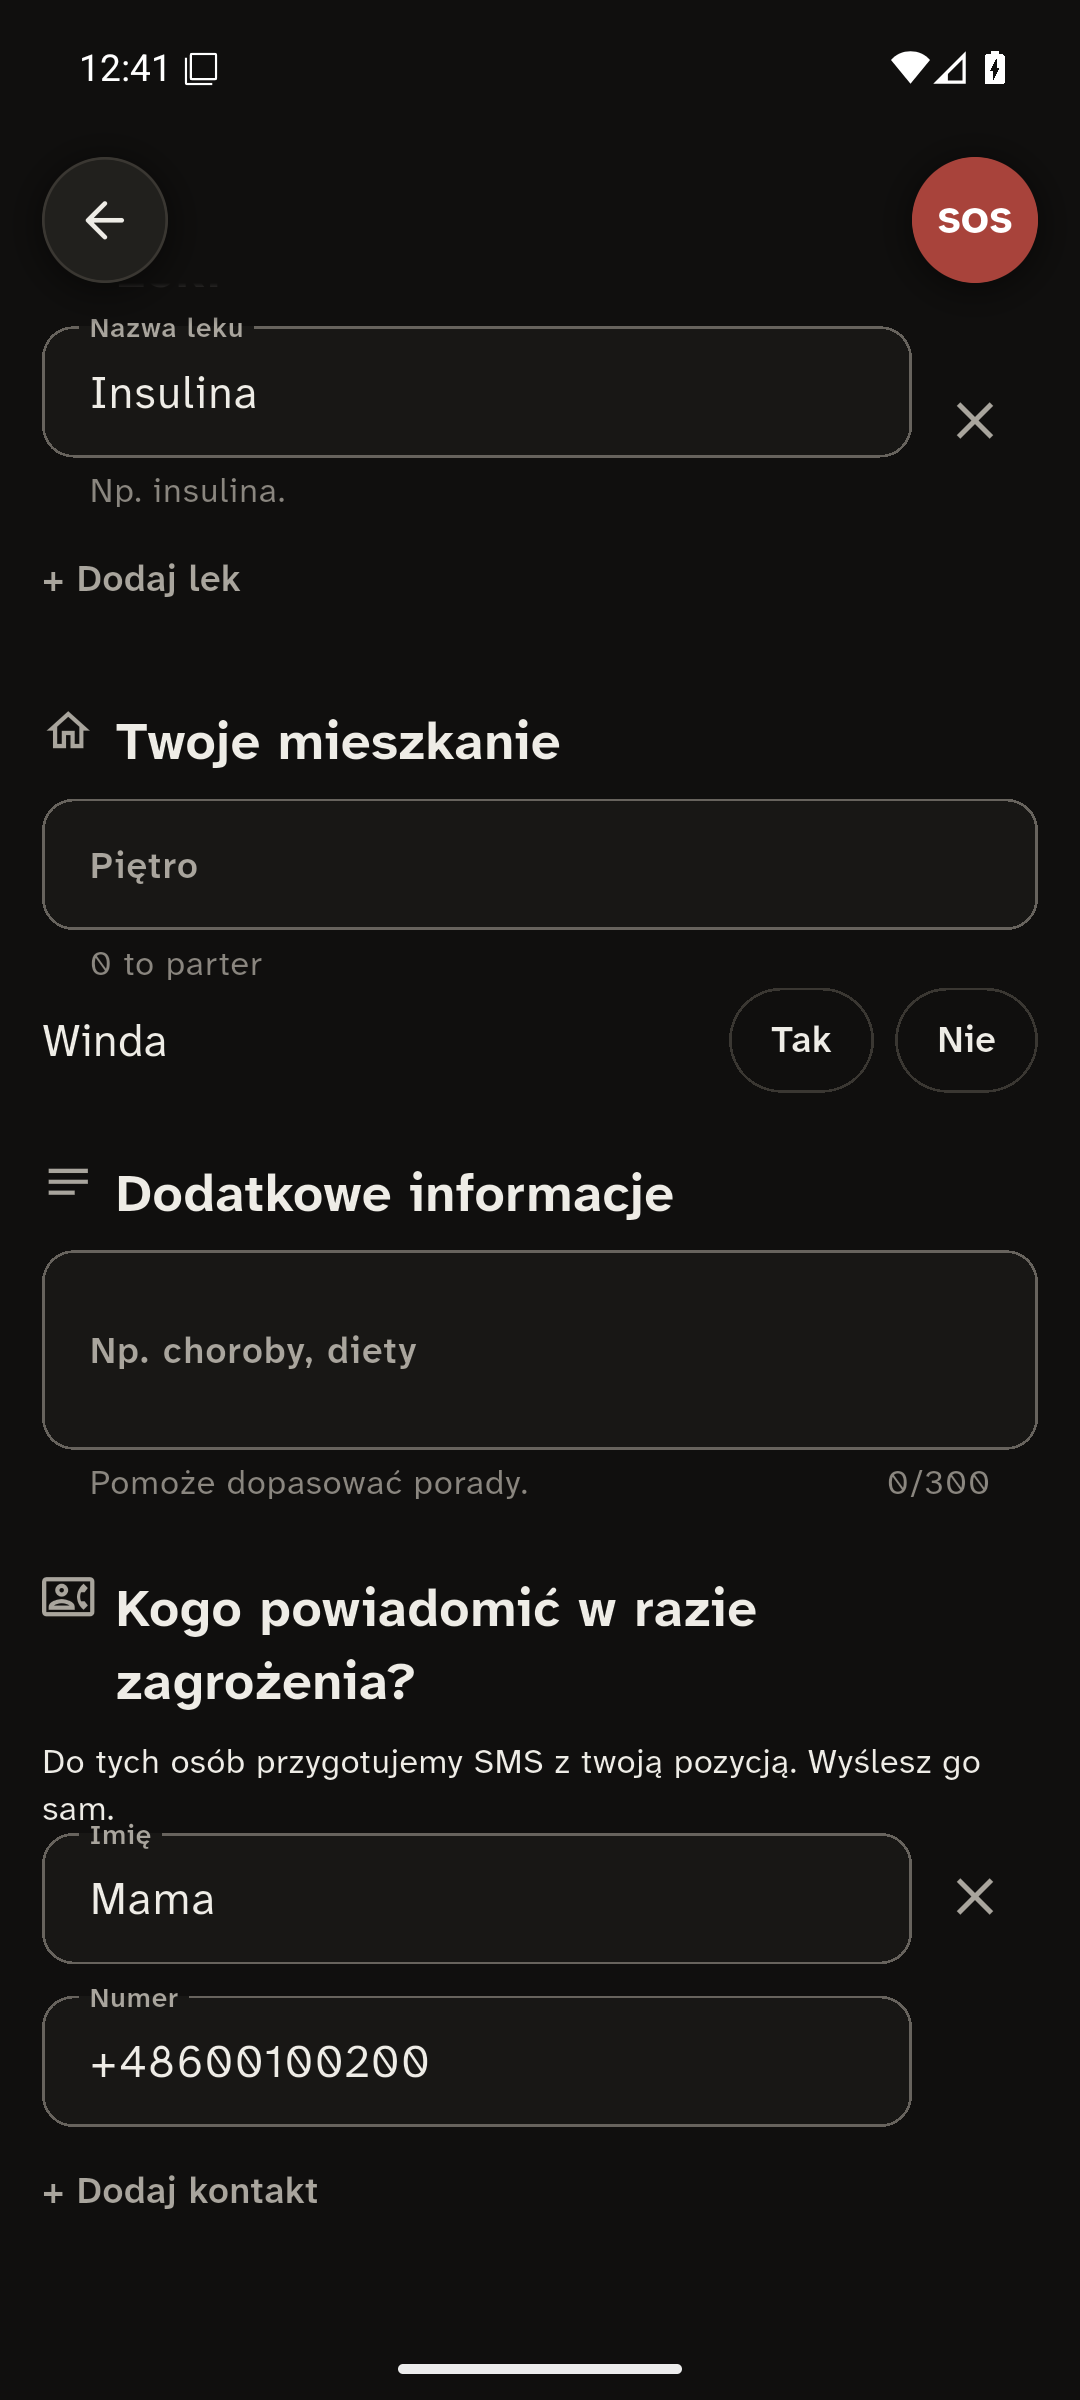 12:41
SOS
Nazwa leku
Insulina
Np. insulina.
+ Dodaj lek
Twoje mieszkanie
Piętro
0 to parter
Winda
Tak
Nie
Dodatkowe informacje
Np. choroby, diety
Pomoże dopasować porady.
0/300
Kogo powiadomić w razie
zagrożenia?
Do tych osób przygotujemy SMS z twoją pozycją. Wyślesz go
sam.
Imię
Mama
Numer
+48600100200
+ Dodaj kontakt